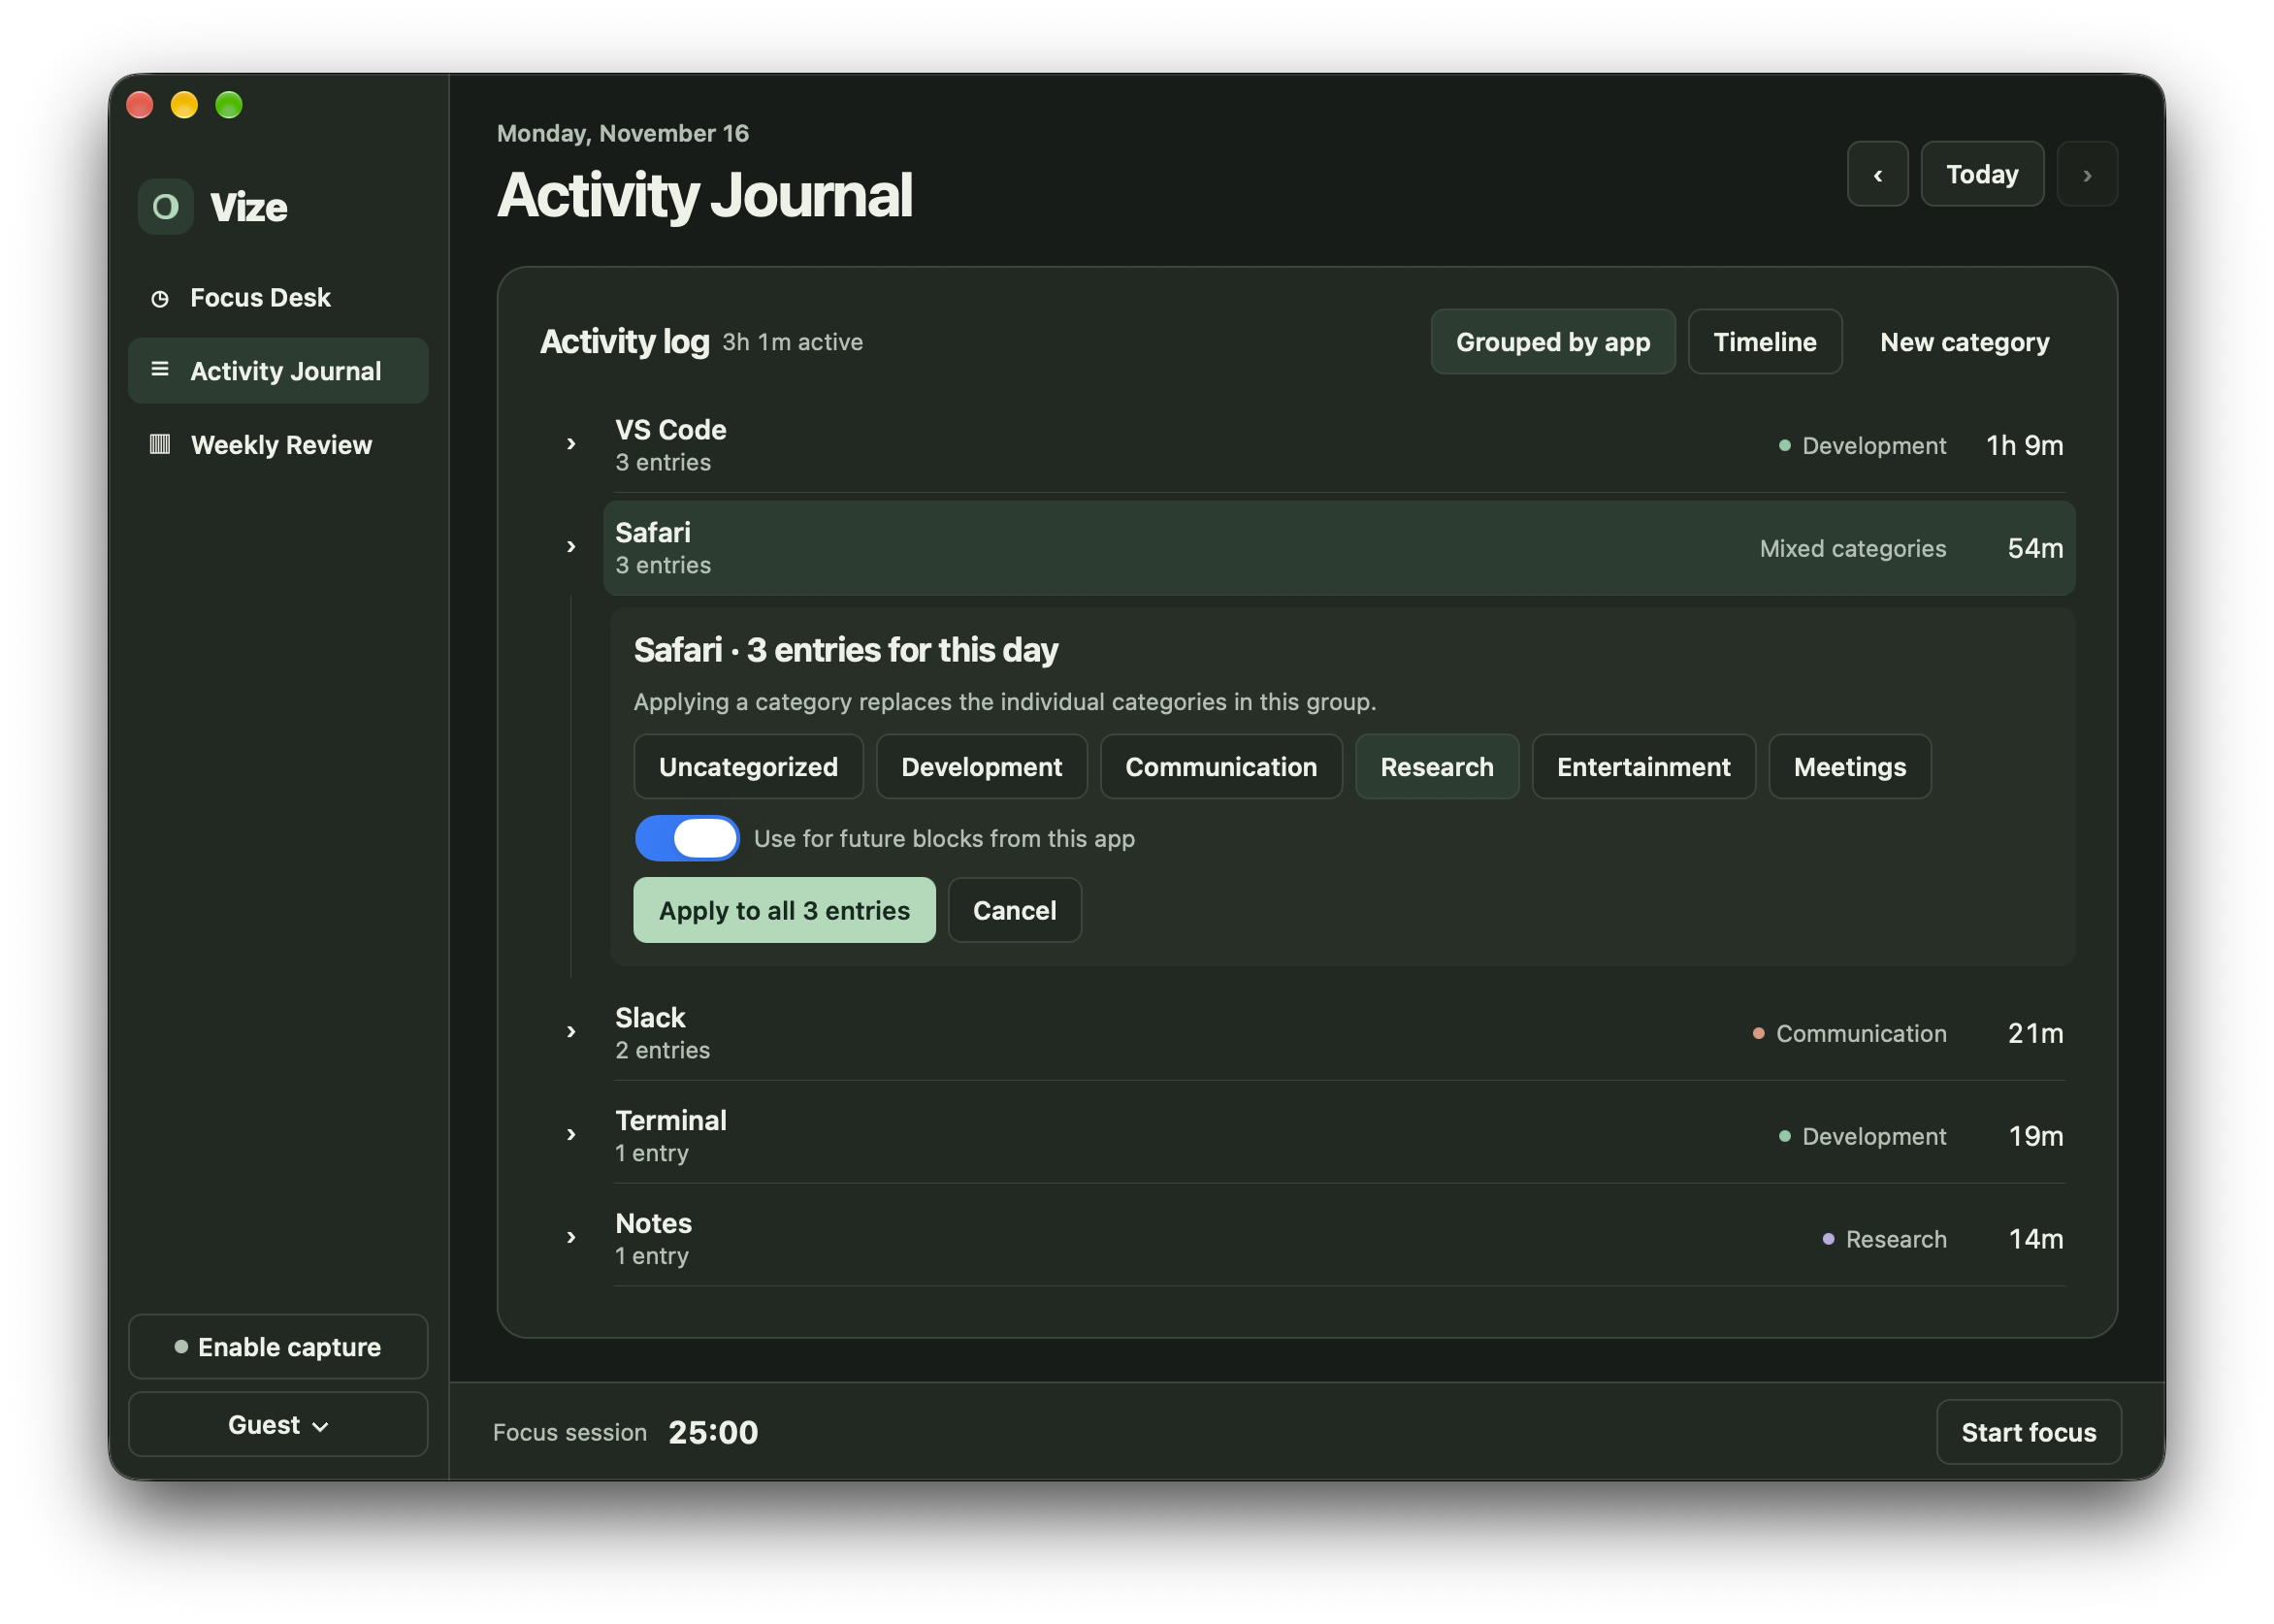 Vize
Focus Desk
Activity Journal
Weekly Review
Enable capture
Guest
Monday, November 16
Activity Journal
‹ Today ›
Activity log 3h 1m active
Grouped by app Timeline New category
VS Code
3 entries
Development 1h 9m
Safari
3 entries
Mixed categories 54m
Safari · 3 entries for this day
Applying a category replaces the individual categories in this group.
Uncategorized Development Communication Research Entertainment Meetings
Use for future blocks from this app
Apply to all 3 entries Cancel
Slack
2 entries
Communication 21m
Terminal
1 entry
Development 19m
Notes
1 entry
Research 14m
Focus session 25:00
Start focus